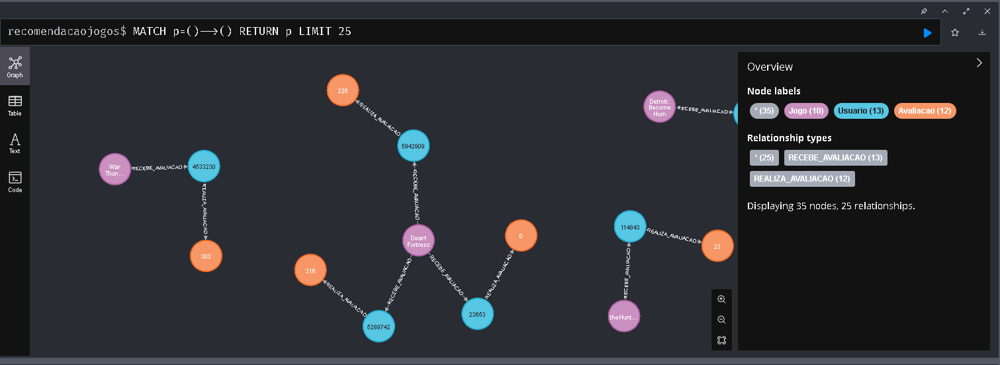 recomendacaojogos$ MATCH p=()-->() RETURN p LIMIT 25
Graph
Table
Text
Code
226
REALIZA_AVALIACAO
5942909
RECEBE_AVALIACAO
War
Thun...
RECEBE_AVALIACAO
4533230
REALIZA_AVALIACAO
303
Dwarf
Fortress
RECEBE_AVALIACAO
5289742
REALIZA_AVALIACAO
316
RECEBE_AVALIACAO
23653
REALIZA_AVALIACAO
0
Detroit:
Become
Hum
RECEBE_AVALIACAO
114843
REALIZA_AVALIACAO
23
RECEBE_AVALIACAO
theHunt...
Overview
Node labels
* (35) Jogo (10) Usuario (13) Avaliacao (12)
Relationship types
* (25) RECEBE_AVALIACAO (13)
REALIZA_AVALIACAO (12)
Displaying 35 nodes, 25 relationships.